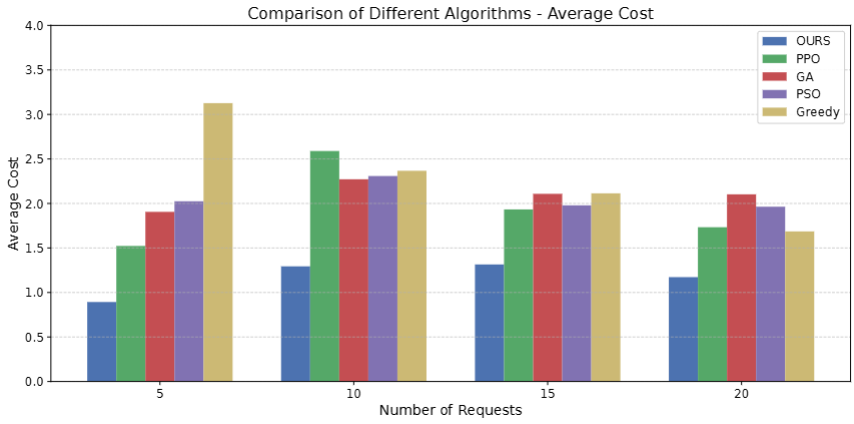 Comparison of Different Algorithms - Average Cost
4.0
3.5
3.0
2.5
2.0
1.5
1.0
0.5
0.0
Average Cost
5
10
15
20
Number of Requests
OURS
PPO
GA
PSO
Greedy